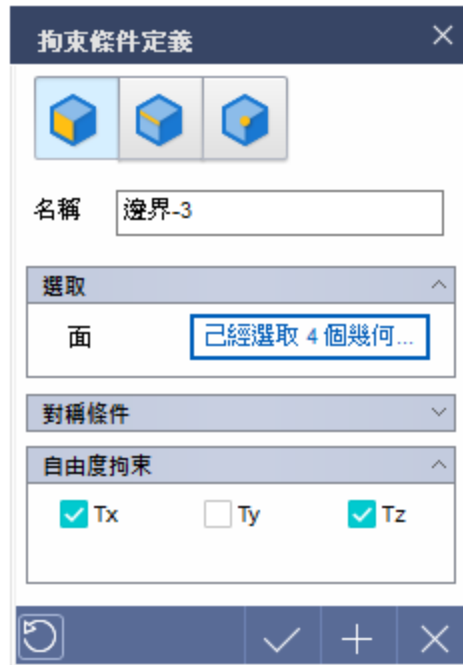 拘束條件定義
名稱 邊界-3
選取
面 已經選取 4 個幾何...
對稱條件
自由度拘束
Tx Ty Tz